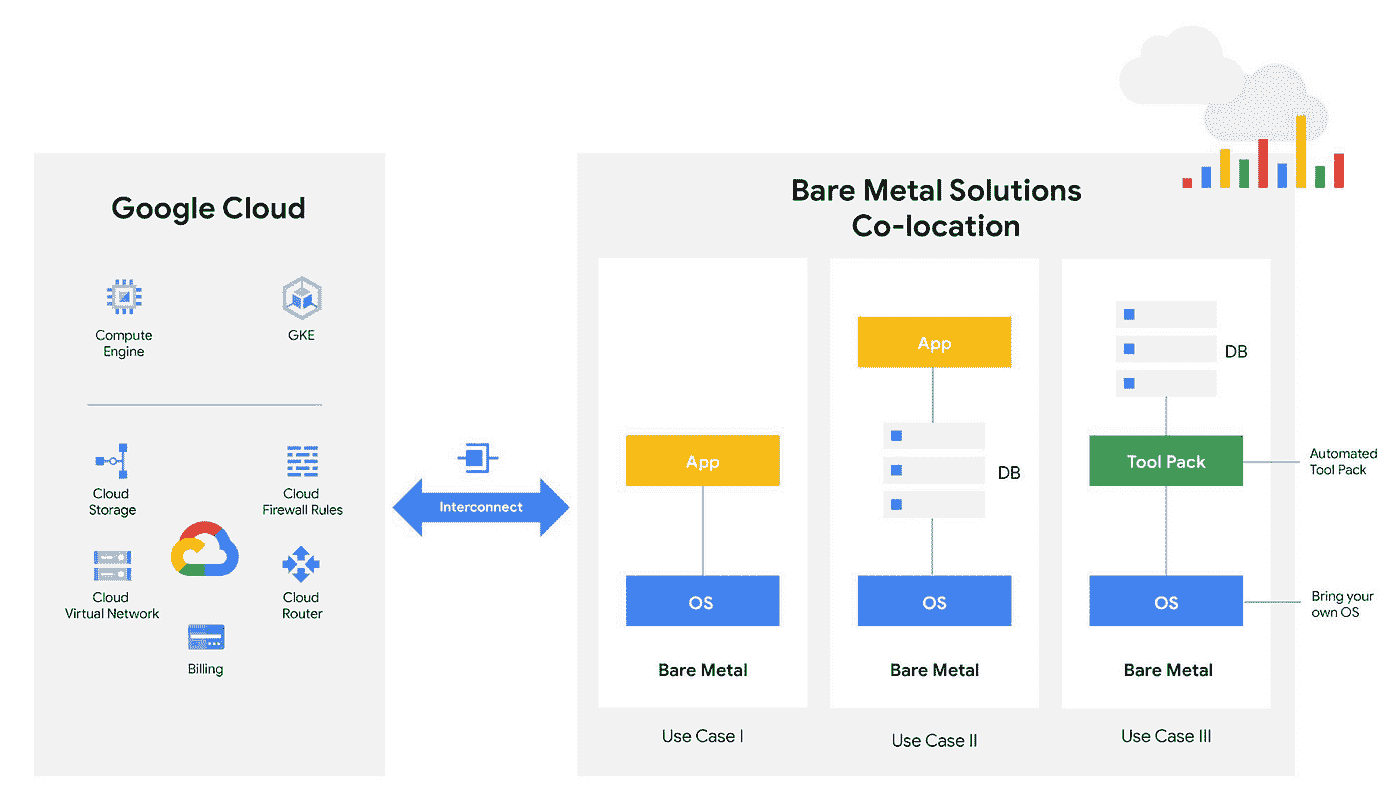 Google Cloud
Compute
Engine
GKE
Cloud
Storage
Cloud
Firewall Rules
Cloud
Virtual Network
Cloud
Router
Billing
Interconnect
Bare Metal Solutions
Co-location
App
OS
Bare Metal
Use Case I
App
DB
OS
Bare Metal
Use Case II
DB
Tool Pack
Automated
Tool Pack
OS
Bring your
own OS
Bare Metal
Use Case III